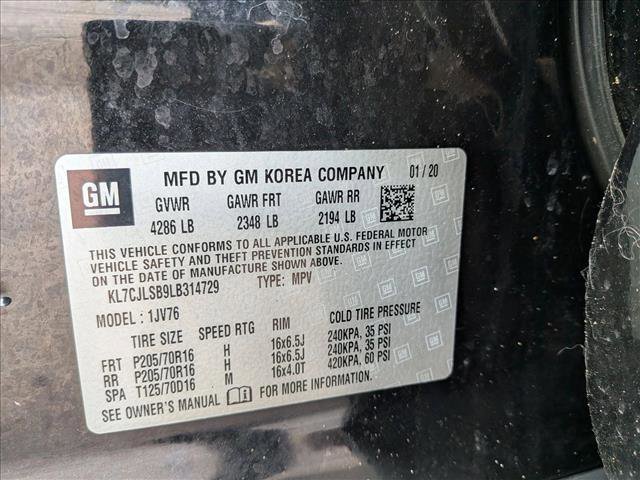 GM
MFD BY GM KOREA COMPANY 01 / 20
GVWR GAWR FRT GAWR RR
4286 LB 2348 LB 2194 LB
THIS VEHICLE CONFORMS TO ALL APPLICABLE U.S. FEDERAL MOTOR
VEHICLE SAFETY AND THEFT PREVENTION STANDARDS IN EFFECT
ON THE DATE OF MANUFACTURE SHOWN ABOVE.
KL7CJLSB9LB314729 TYPE: MPV
MODEL : 1JV76
TIRE SIZE SPEED RTG RIM COLD TIRE PRESSURE
FRT P205/70R16 H 16x6.5J 240KPA, 35 PSI
RR P205/70R16 H 16x6.5J 240KPA, 35 PSI
SPA T125/70D16 M 16x4.0T 420KPA, 60 PSI
SEE OWNER'S MANUAL FOR MORE INFORMATION.